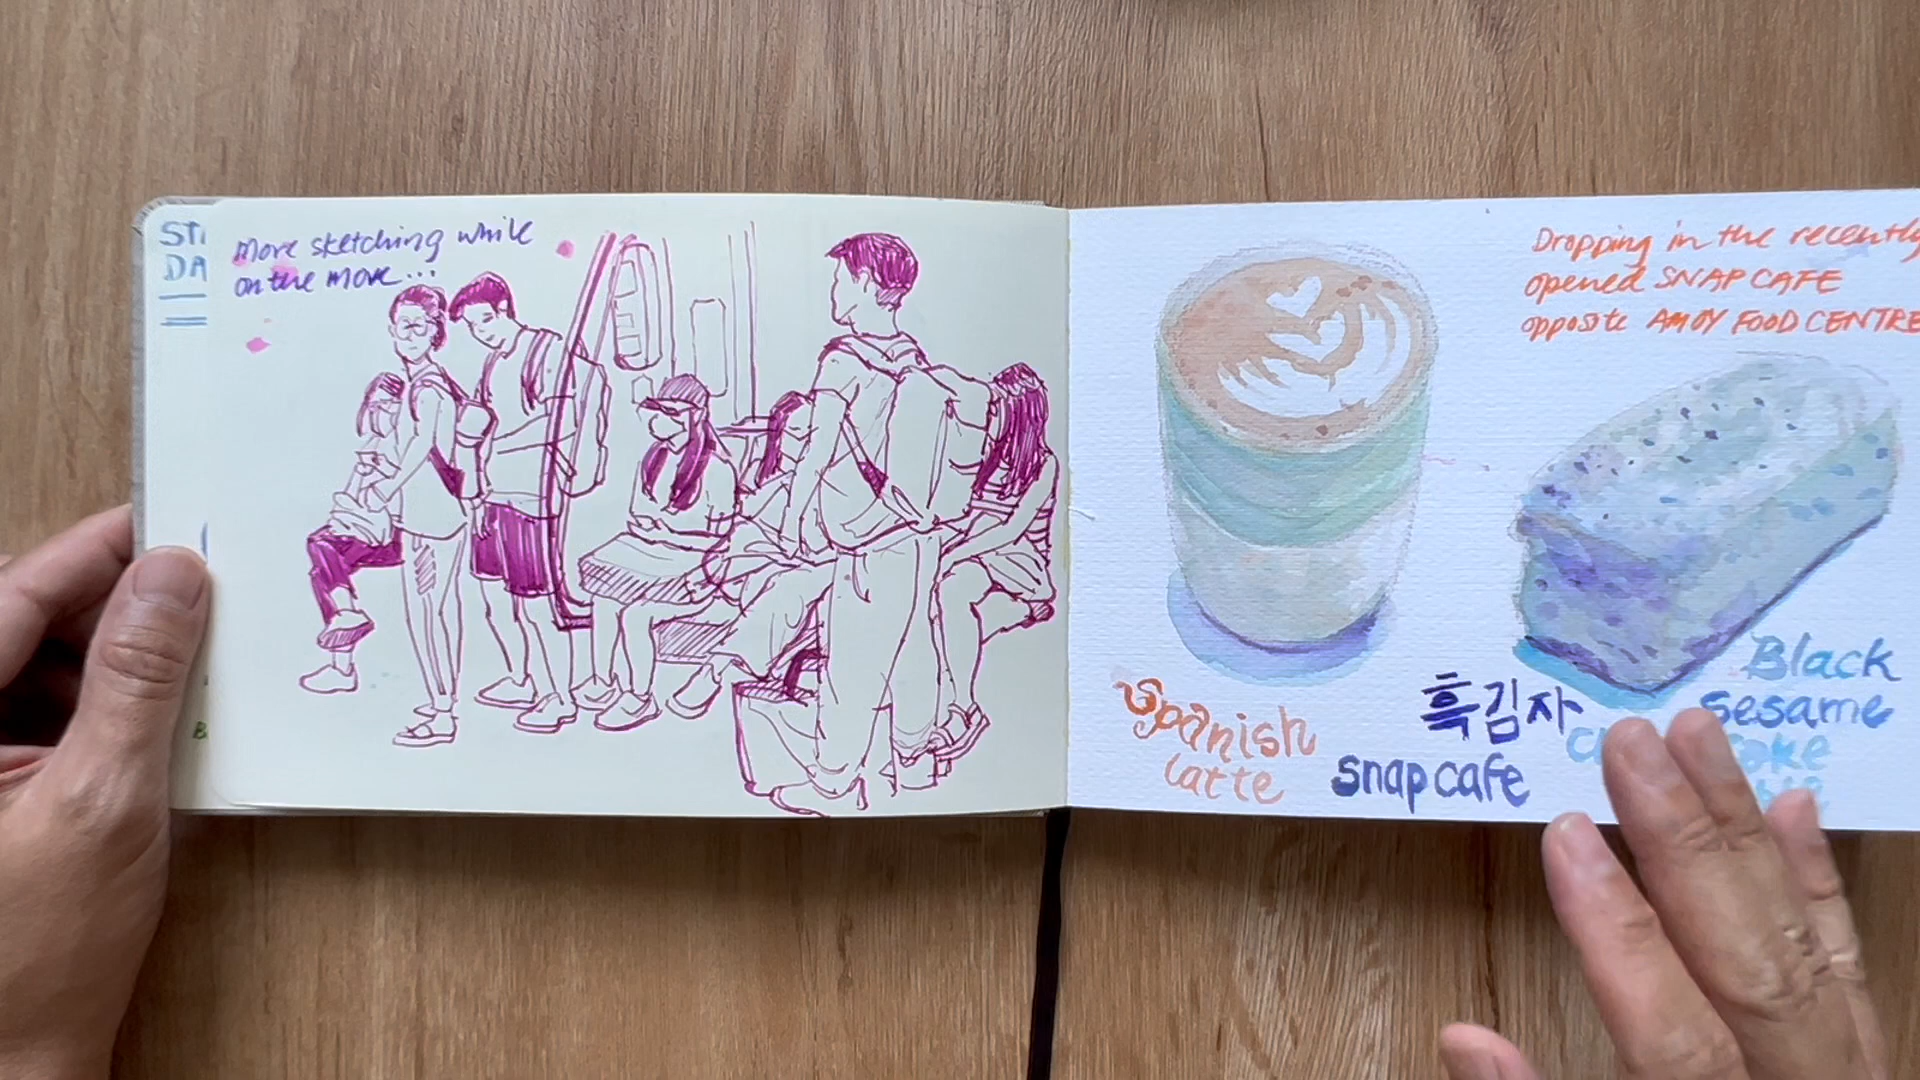 More sketching while
on the move...
Dropping in the recently
opened SNAP CAFE
opposite AMOY FOOD CENTRE
Spanish
latte
흑김자
snap cafe
Black
sesame